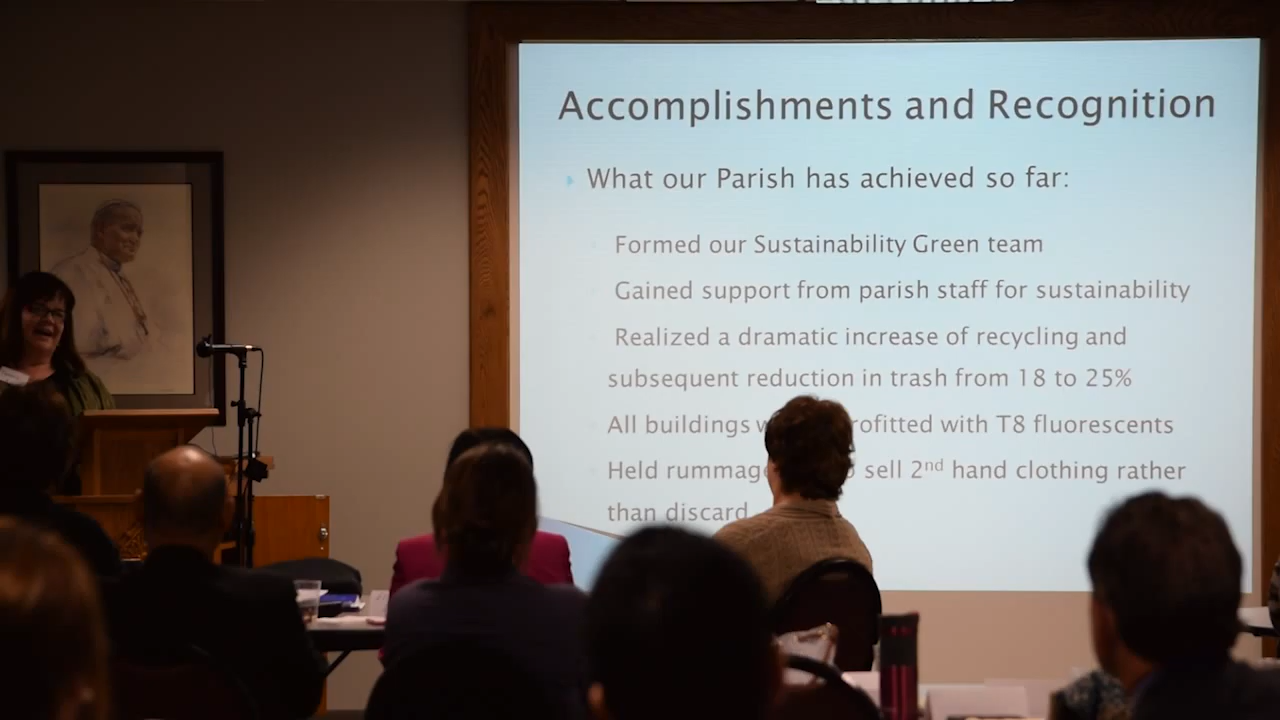 Accomplishments and Recognition
What our Parish has achieved so far:
Formed our Sustainability Green team
Gained support from parish staff for sustainability
Realized a dramatic increase of recycling and
subsequent reduction in trash from 18 to 25%
All buildings rofitted with T8 fluorescents
Held rummag sell 2nd hand clothing rather
than discard